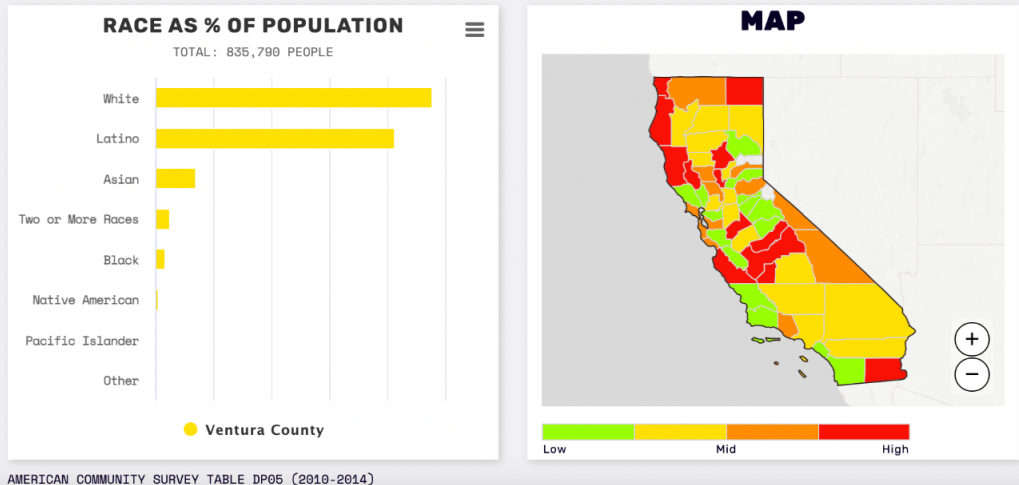 RACE AS % OF POPULATION
TOTAL: 835,790 PEOPLE
White
Latino
Asian
Two or More Races
Black
Native American
Pacific Islander
Other
Ventura County
MAP
+
−
Low
Mid
High
AMERICAN COMMUNITY SURVEY TABLE DP05 (2010-2014)